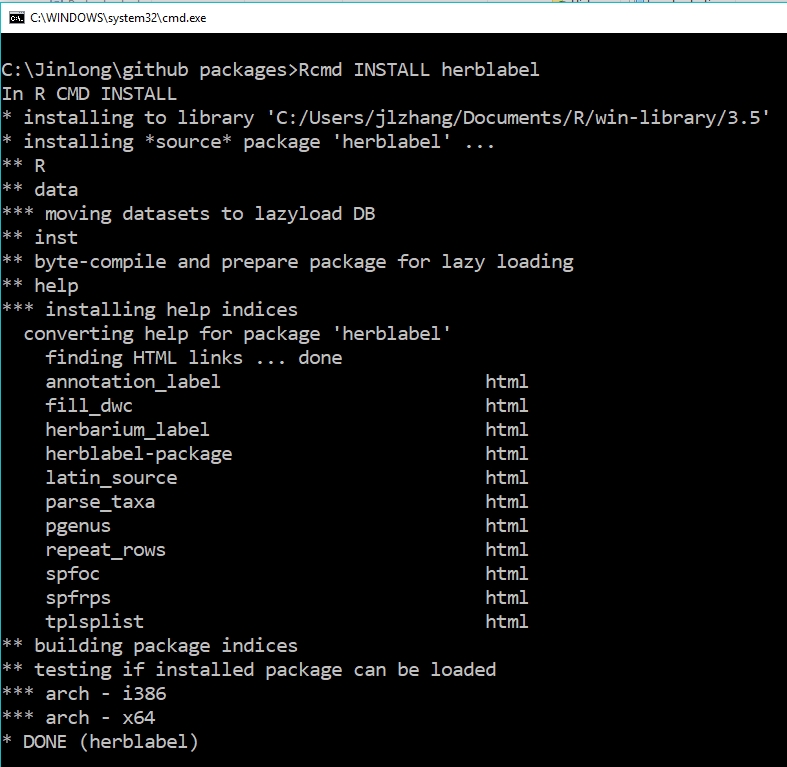 C:\WINDOWS\system32\cmd.exe
C:\Jinlong\github packages>Rcmd INSTALL herblabel
In R CMD INSTALL
* installing to library 'C:/Users/jlzhang/Documents/R/win-library/3.5'
* installing *source* package 'herblabel' ...
** R
** data
*** moving datasets to lazyload DB
** inst
** byte-compile and prepare package for lazy loading
** help
*** installing help indices
  converting help for package 'herblabel'
    finding HTML links ... done
    annotation_label                        html
    fill_dwc                                html
    herbarium_label                         html
    herblabel-package                       html
    latin_source                            html
    parse_taxa                              html
    pgenus                                  html
    repeat_rows                             html
    spfoc                                   html
    spfrps                                  html
    tplsplist                               html
** building package indices
** testing if installed package can be loaded
*** arch - i386
*** arch - x64
* DONE (herblabel)